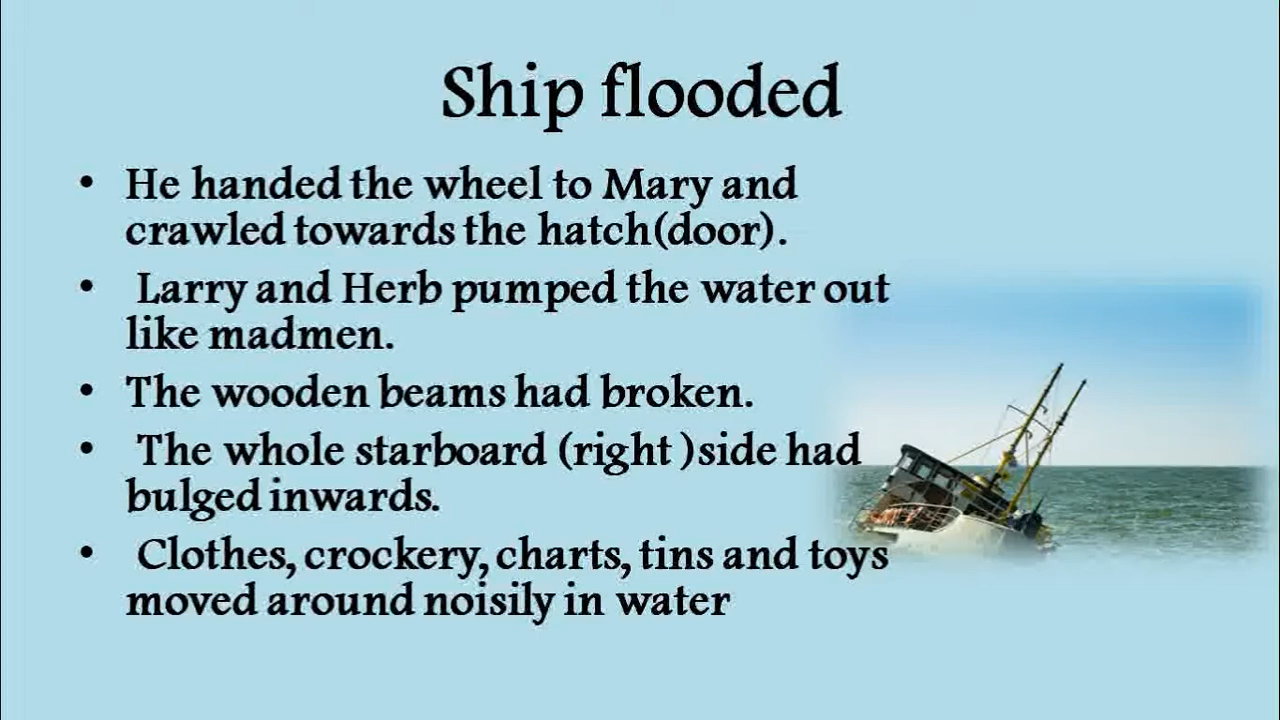 Ship flooded
• He handed the wheel to Mary and
crawled towards the hatch(door).
• Larry and Herb pumped the water out
like madmen.
• The wooden beams had broken.
• The whole starboard (right )side had
bulged inwards.
• Clothes, crockery, charts, tins and toys
moved around noisily in water